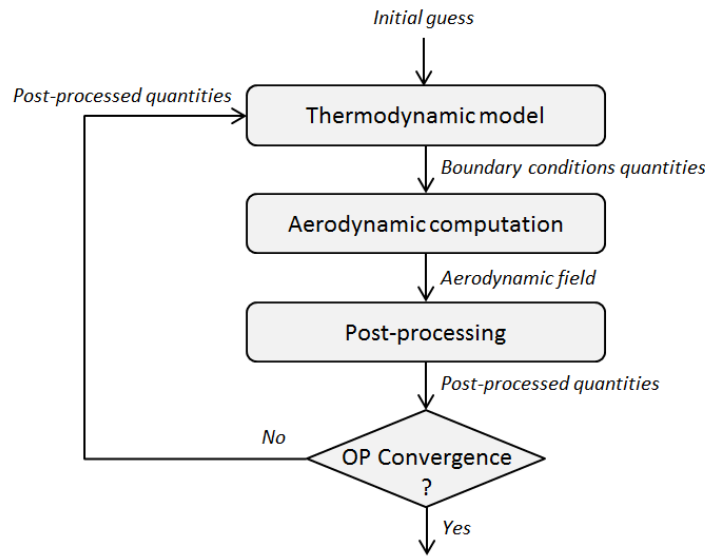 Initial guess
Post-processed quantities
Thermodynamic model
Boundary conditions quantities
Aerodynamic computation
Aerodynamic field
Post-processing
Post-processed quantities
No
OP Convergence
?
Yes